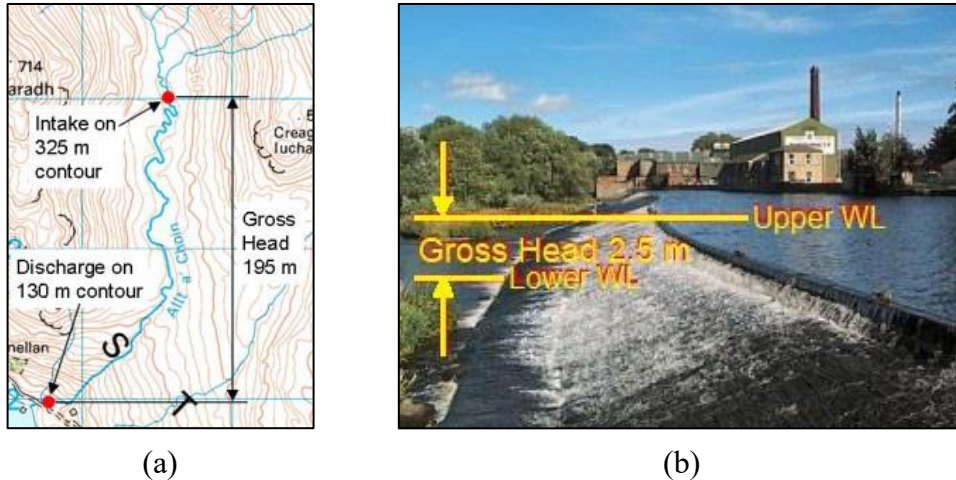 714
aradh
Intake on
325 m
contour
Creag
Iucha
Gross
Head
195 m
Allt a' Choin
Discharge on
130 m contour
nellan
S
T
(a)
Upper WL
Gross Head 2.5 m
Lower WL
(b)